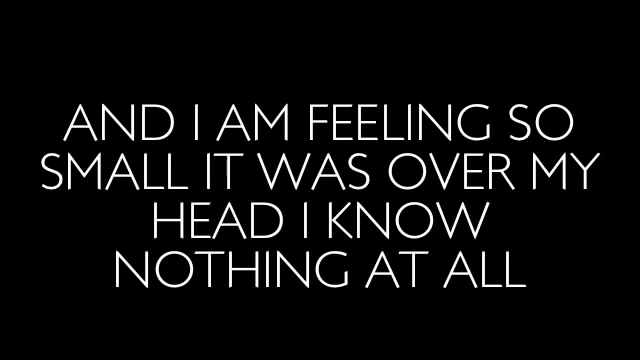 AND I AM FEELING SO
SMALL IT WAS OVER MY
HEAD I KNOW
NOTHING AT ALL